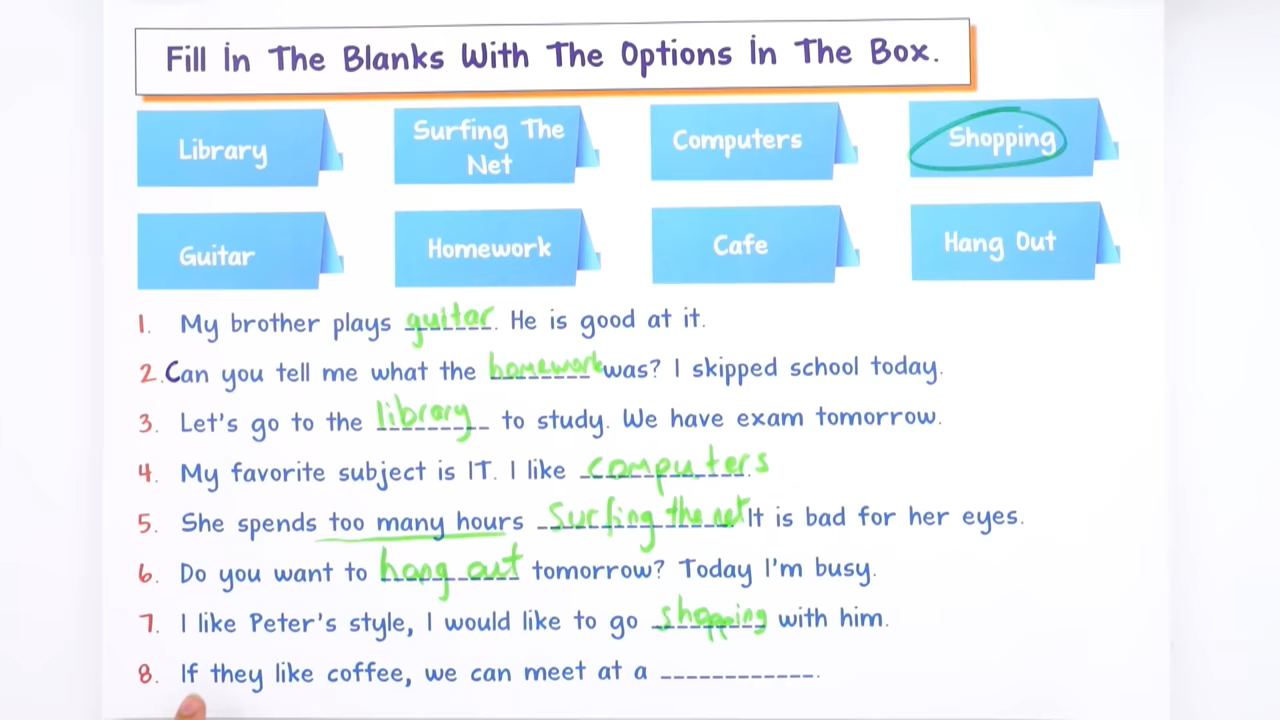 Fill In The Blanks With The Options In The Box.
Library
Surfing The
Net
Computers
Shopping
Guitar
Homework
Cafe
Hang Out
1. My brother plays guitar. He is good at it.
2. Can you tell me what the homework was? I skipped school today.
3. Let's go to the library to study. We have exam tomorrow.
4. My favorite subject is IT. I like computers.
5. She spends too many hours Surfing the net. It is bad for her eyes.
6. Do you want to hang out tomorrow? Today I'm busy.
7. I like Peter's style, I would like to go shopping with him.
8. If they like coffee, we can meet at a ____________.